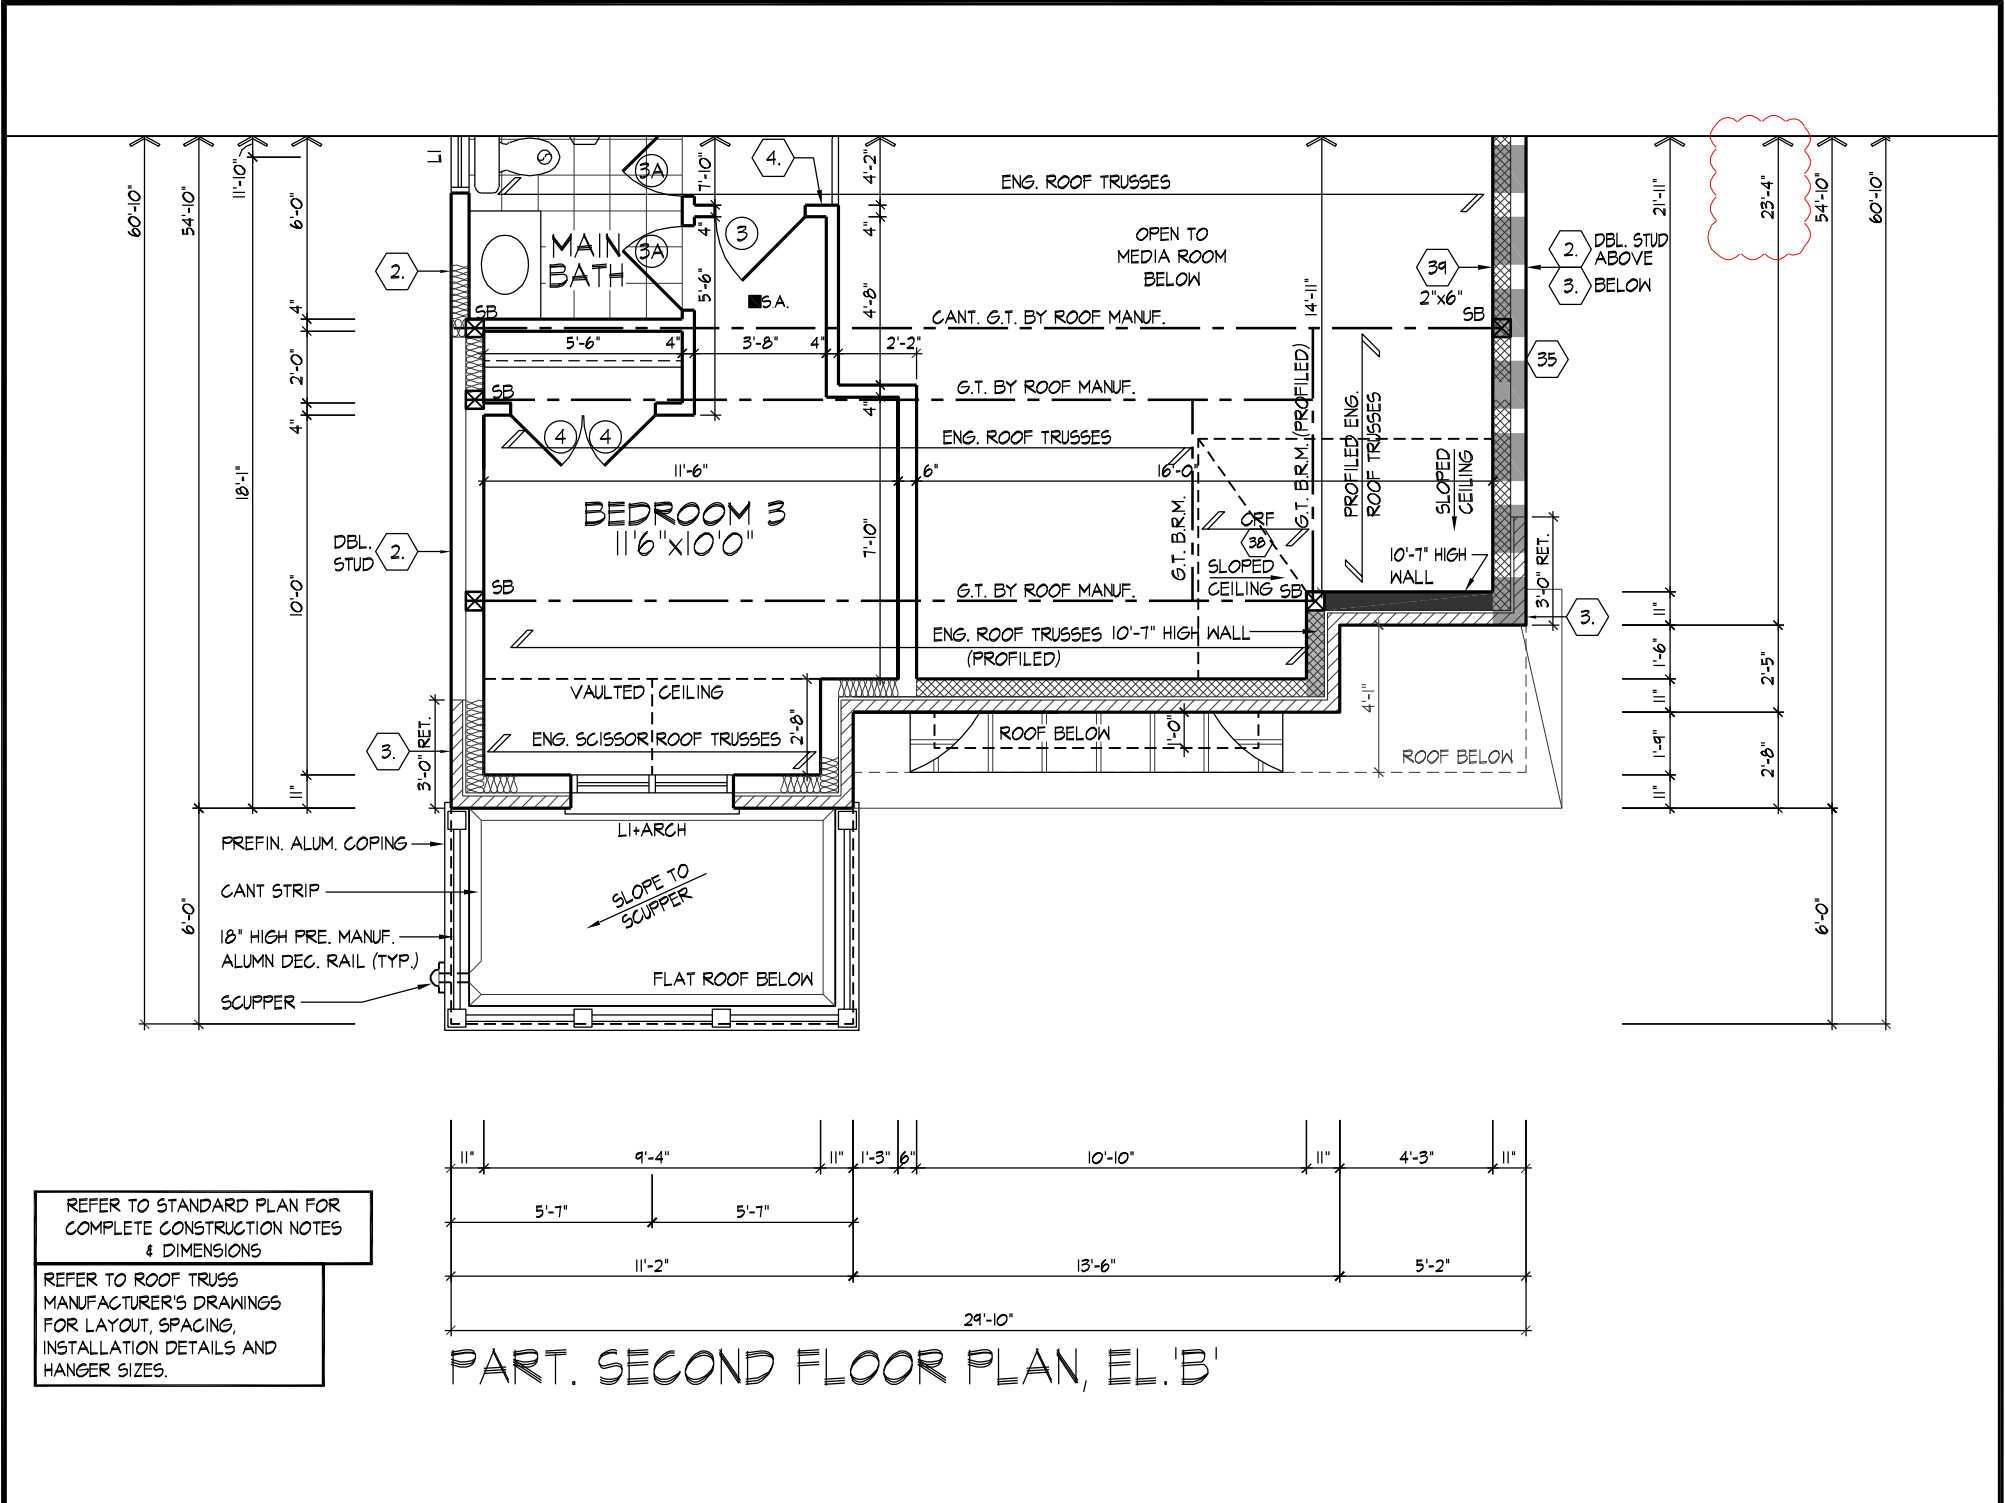 LI
4.
3A
7'-10"
4'-2"
ENG. ROOF TRUSSES
60'-10"
54'-10"
11'-10"
6'-0"
21'-11"
23'-4"
54'-10"
60'-10"
MAIN
BATH
3A
3
4"
4"
OPEN TO
MEDIA ROOM
BELOW
2.
DBL. STUD
ABOVE
3.
BELOW
39
2"x6"
2.
S.A.
5'-6"
4'-8"
14'-11"
4"
SB
CANT. G.T. BY ROOF MANUF.
SB
5'-6"
4"
3'-8"
4"
2'-2"
35
2'-0"
SB
G.T. BY ROOF MANUF.
G.T. B.R.M. (PROFILED)
PROFILED ENG.
ROOF TRUSSES
4"
4"
4
4
ENG. ROOF TRUSSES
11'-6"
6"
16'-0"
SLOPED
CEILING
18'-1"
BEDROOM 3
11'6"x10'0"
7'-10"
G.T. B.R.M.
CRF
38
SLOPED
CEILING
10'-7" HIGH
WALL
3'-0" RET.
DBL.
STUD
2.
10'-0"
SB
G.T. BY ROOF MANUF.
SB
11"
3.
ENG. ROOF TRUSSES
(PROFILED)
10'-7" HIGH WALL
1'-6"
2'-5"
VAULTED CEILING
4'-1"
11"
3.
3'-0" RET.
ENG. SCISSOR ROOF TRUSSES
2'-8"
ROOF BELOW
1'-0"
ROOF BELOW
1'-9"
2'-8"
11"
11"
LI+ARCH
PREFIN. ALUM. COPING
CANT STRIP
SLOPE TO
SCUPPER
6'-0"
6'-0"
18" HIGH PRE. MANUF.
ALUMN DEC. RAIL (TYP.)
FLAT ROOF BELOW
SCUPPER
11"
9'-4"
11"
1'-3"
6"
10'-10"
11"
4'-3"
11"
5'-7"
5'-7"
11'-2"
13'-6"
5'-2"
29'-10"
REFER TO STANDARD PLAN FOR
COMPLETE CONSTRUCTION NOTES
& DIMENSIONS
REFER TO ROOF TRUSS
MANUFACTURER'S DRAWINGS
FOR LAYOUT, SPACING,
INSTALLATION DETAILS AND
HANGER SIZES.
PART. SECOND FLOOR PLAN, EL.'B'